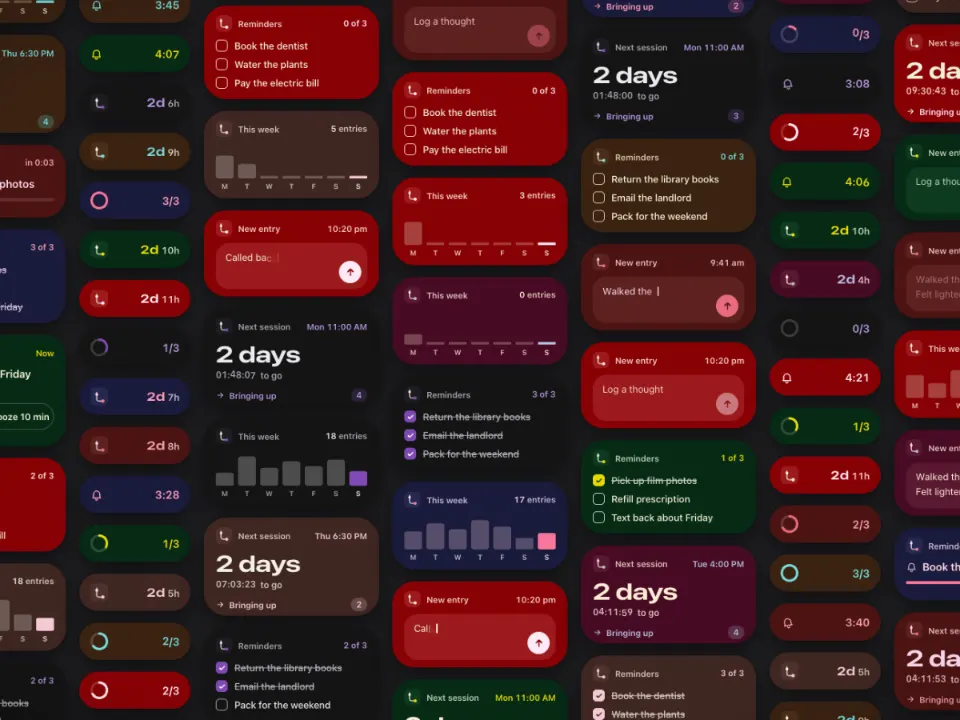 F S S
Thu 6:30 PM
4
in 0:03
photos
3 of 3
riday
Now
Friday
ooze 10 min
2 of 3
ill
18 entries
F S S
2 of 3
books
3:45
4:07
2d 6h
2d 9h
3/3
2d 10h
2d 11h
1/3
2d 7h
2d 8h
3:28
1/3
2d 5h
2/3
2/3
Reminders 0 of 3
Book the dentist
Water the plants
Pay the electric bill
This week 5 entries
M T W T F S S
New entry 10:20 pm
Called bac
Next session Mon 11:00 AM
2 days
01:48:07 to go
→ Bringing up 4
This week 18 entries
M T W T F S S
Next session Thu 6:30 PM
2 days
07:03:23 to go
→ Bringing up 2
Reminders 2 of 3
Return the library books
Email the landlord
Pack for the weekend
Log a thought
Reminders 0 of 3
Book the dentist
Water the plants
Pay the electric bill
This week 3 entries
M T W T F S S
This week 0 entries
M T W T F S S
Reminders 3 of 3
Return the library books
Email the landlord
Pack for the weekend
This week 17 entries
M T W T F S S
New entry 10:20 pm
Cal
Next session Mon 11:00 AM
→ Bringing up 2
Next session Mon 11:00 AM
2 days
01:48:00 to go
→ Bringing up 3
Reminders 0 of 3
Return the library books
Email the landlord
Pack for the weekend
New entry 9:41 am
Walked the
New entry 10:20 pm
Log a thought
Reminders 1 of 3
Pick up film photos
Refill prescription
Text back about Friday
Next session Tue 4:00 PM
2 days
04:11:59 to go
→ Bringing up 4
Reminders 3 of 3
Book the dentist
Water the plants
0/3
3:08
2/3
4:06
2d 10h
2d 4h
0/3
4:21
1/3
2d 11h
2/3
3/3
3:40
2d 5h
2d 9h
Next se
2 da
09:30:43 to
→ Bringing
New ent
Log a thou
New ent
Walked th
Felt lighte
This we
M T W
New ent
Walked th
Felt lighte
Reminde
Book th
Next se
2 da
04:11:53 to
→ Bringing